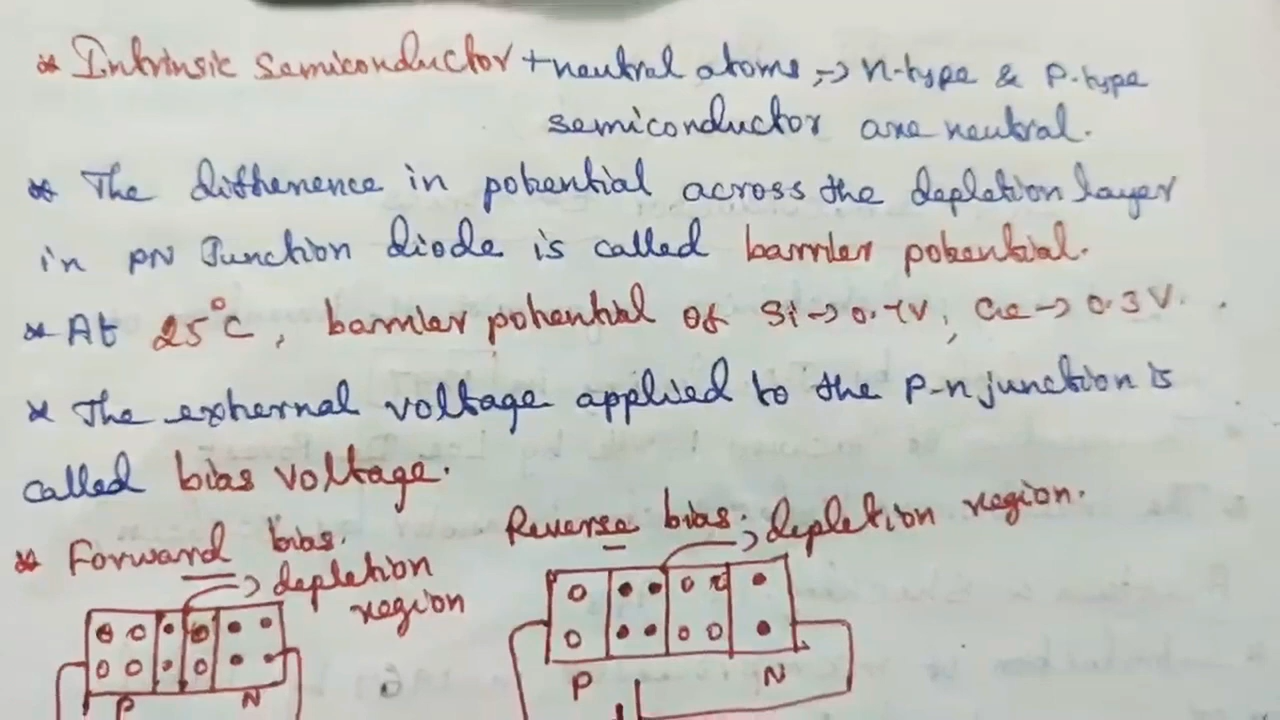 * Intrinsic semiconductor + neutral atoms, → n-type & P-type
semiconductor are neutral.
* The difference in potential across the depletion layer
in PN Junction diode is called barrier potential.
* At 25°C, barrier potential of Si → 0.7V, Ge → 0.3V.
* The external voltage applied to the p-n junction is
called bias voltage.
* Forward bias.
→ depletion
region
P N
Reverse bias. → depletion region.
P N